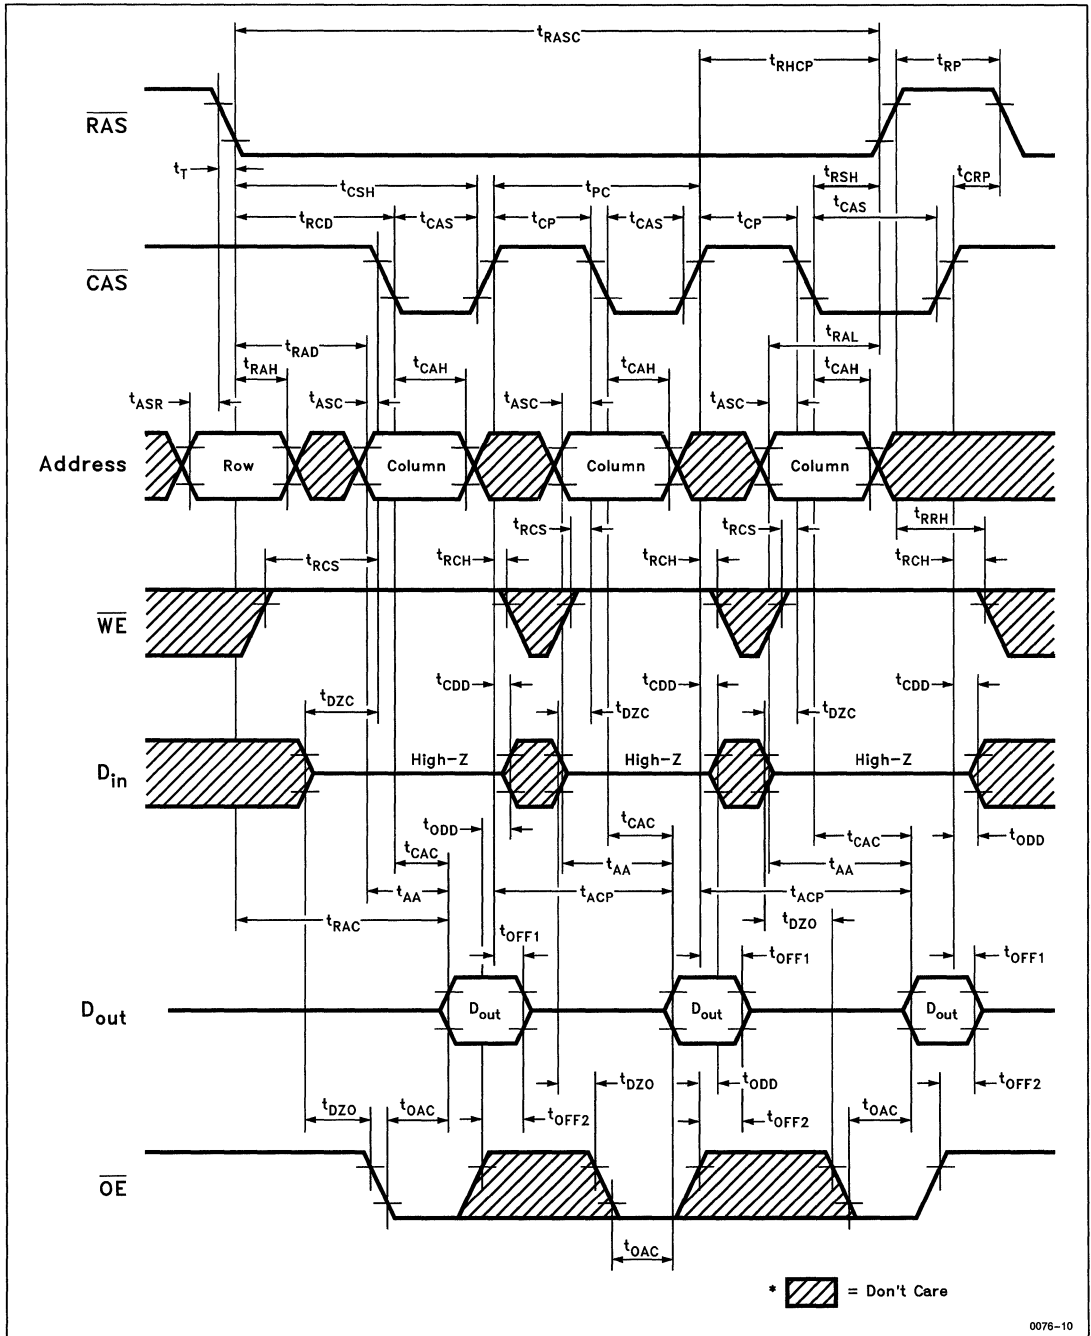 tRASC
tRHCP
tRP
RAS
tT
tCSH
tPC
tRSH
tCRP
tRCD
tCAS
tCP
tCAS
tCP
tCAS
CAS
tRAD
tRAL
tRAH
tCAH
tCAH
tCAH
tASR
tASC
tASC
tASC
Address
Row
Column
Column
Column
tRCS
tRCS
tRRH
tRCS
tRCH
tRCH
tRCH
WE
tCDD
tCDD
tCDD
tDZC
tDZC
tDZC
Din
High-Z
High-Z
High-Z
tODD
tCAC
tCAC
tODD
tCAC
tAA
tAA
tAA
tACP
tACP
tRAC
tDZO
tOFF1
tOFF1
tOFF1
Dout
Dout
Dout
Dout
tDZO
tODD
tOFF2
tDZO
tOAC
tOFF2
tOFF2
tOAC
OE
tOAC
* = Don't Care
0076-10